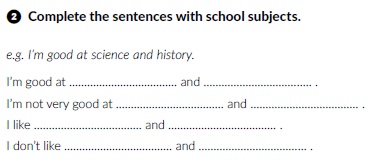 2 Complete the sentences with school subjects.
e.g. I'm good at science and history.
I'm good at ........................................ and ........................................ .
I'm not very good at ........................................ and ........................................ .
I like ........................................ and ........................................ .
I don't like ........................................ and ........................................ .